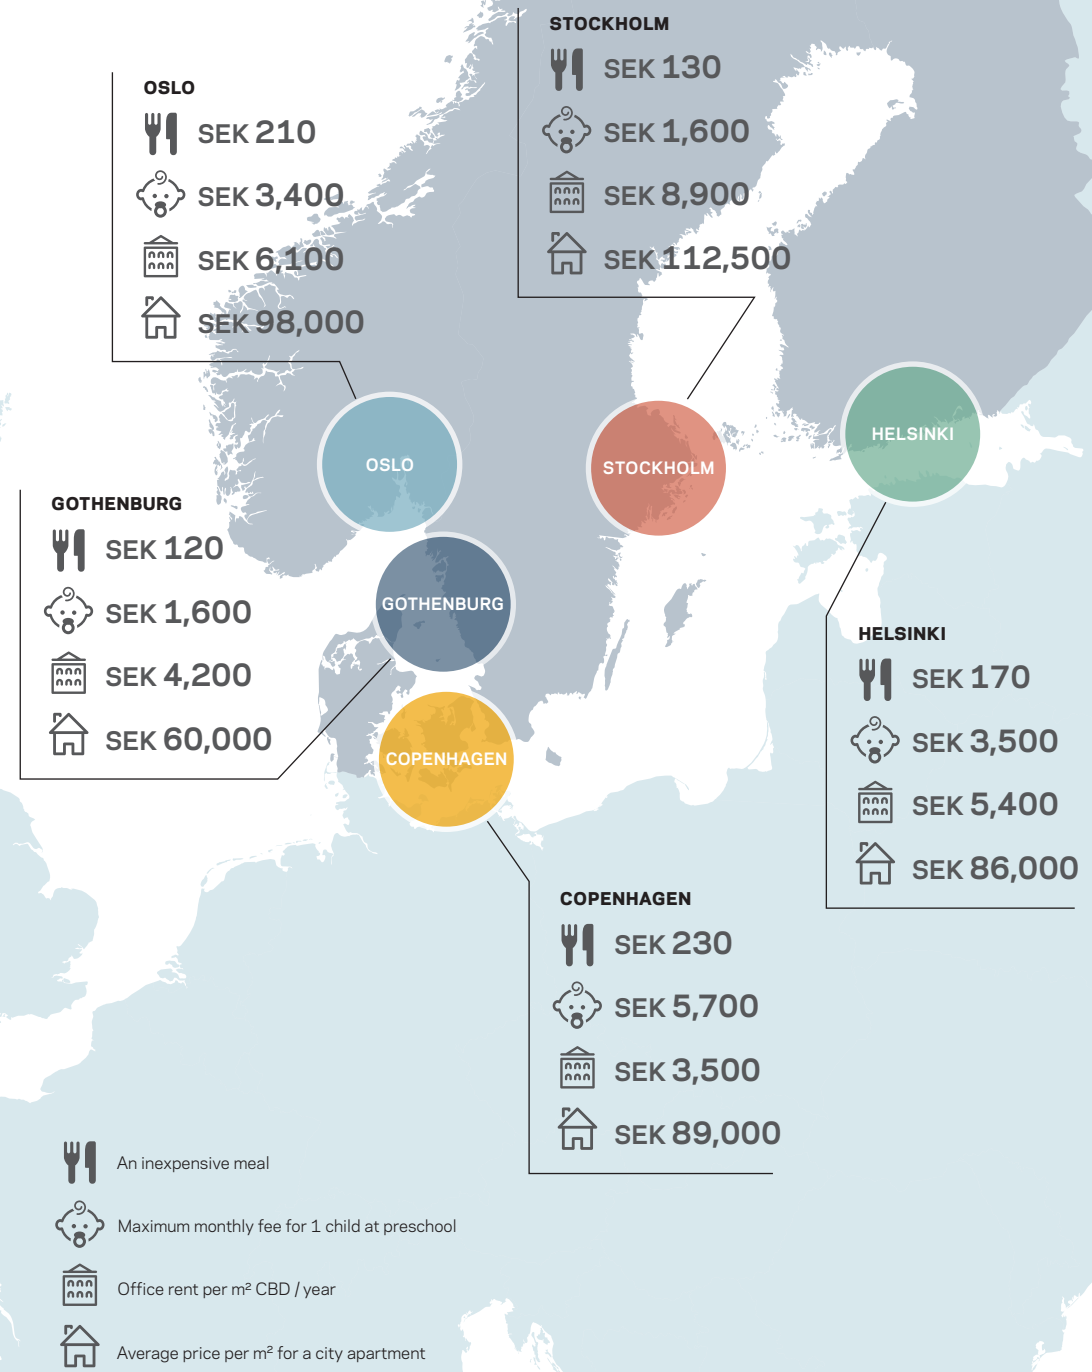 STOCKHOLM
SEK 130
SEK 1,600
SEK 8,900
SEK 112,500
OSLO
SEK 210
SEK 3,400
SEK 6,100
SEK 98,000
OSLO
STOCKHOLM
HELSINKI
GOTHENBURG
COPENHAGEN
GOTHENBURG
SEK 120
SEK 1,600
SEK 4,200
SEK 60,000
HELSINKI
SEK 170
SEK 3,500
SEK 5,400
SEK 86,000
COPENHAGEN
SEK 230
SEK 5,700
SEK 3,500
SEK 89,000
An inexpensive meal
Maximum monthly fee for 1 child at preschool
Office rent per m² CBD / year
Average price per m² for a city apartment